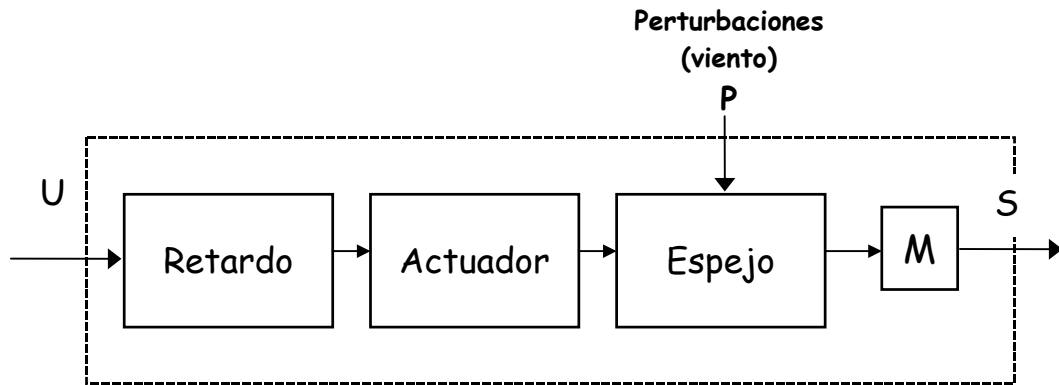 Perturbaciones
(viento)
P
U
S
Retardo
Actuador
Espejo
M